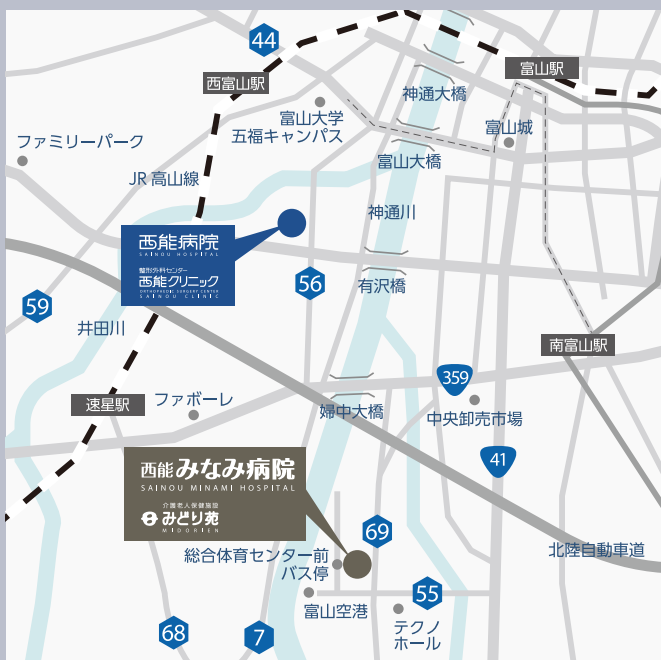 44
西富山駅
富山駅
神通大橋
富山大学
五福キャンパス
富山城
ファミリーパーク
富山大橋
JR 高山線
神通川
西能病院
SAINOU HOSPITAL
整形外科センター
西能クリニック
ORTHOPAEDIC SURGERY CENTER
SAINOU CLINIC
56
有沢橋
59
井田川
南富山駅
359
速星駅
ファボーレ
婦中大橋
中央卸売市場
41
西能みなみ病院
SAINOU MINAMI HOSPITAL
介護老人保健施設
みどり苑
MIDORIEN
69
北陸自動車道
総合体育センター前
バス停
55
富山空港
テクノ
ホール
68
7